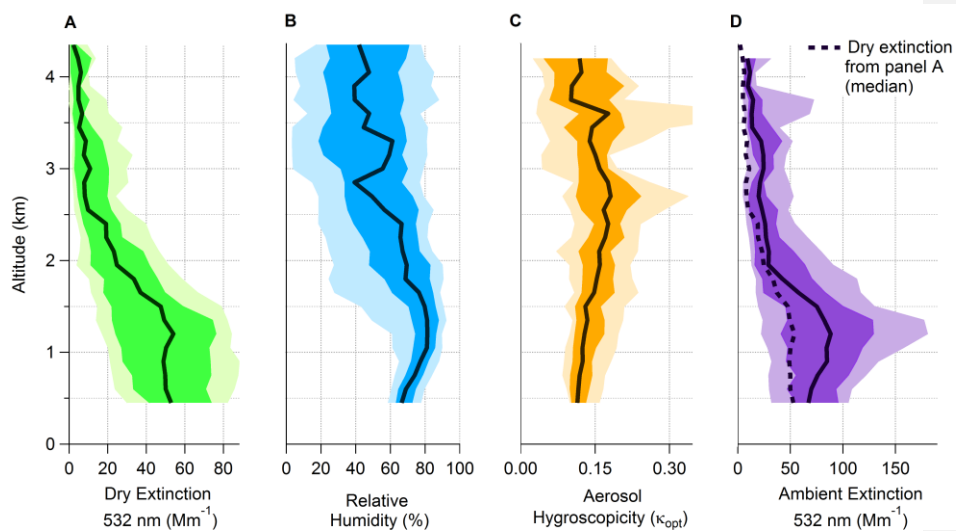 A
B
C
D
Dry extinction
from panel A
(median)
Altitude (km)
4
3
2
1
0
0 20 40 60 80
0 20 40 60 80 100
0.00 0.15 0.30
0 50 100 150
Dry Extinction
532 nm (Mm⁻¹)
Relative
Humidity (%)
Aerosol
Hygroscopicity (κopt)
Ambient Extinction
532 nm (Mm⁻¹)